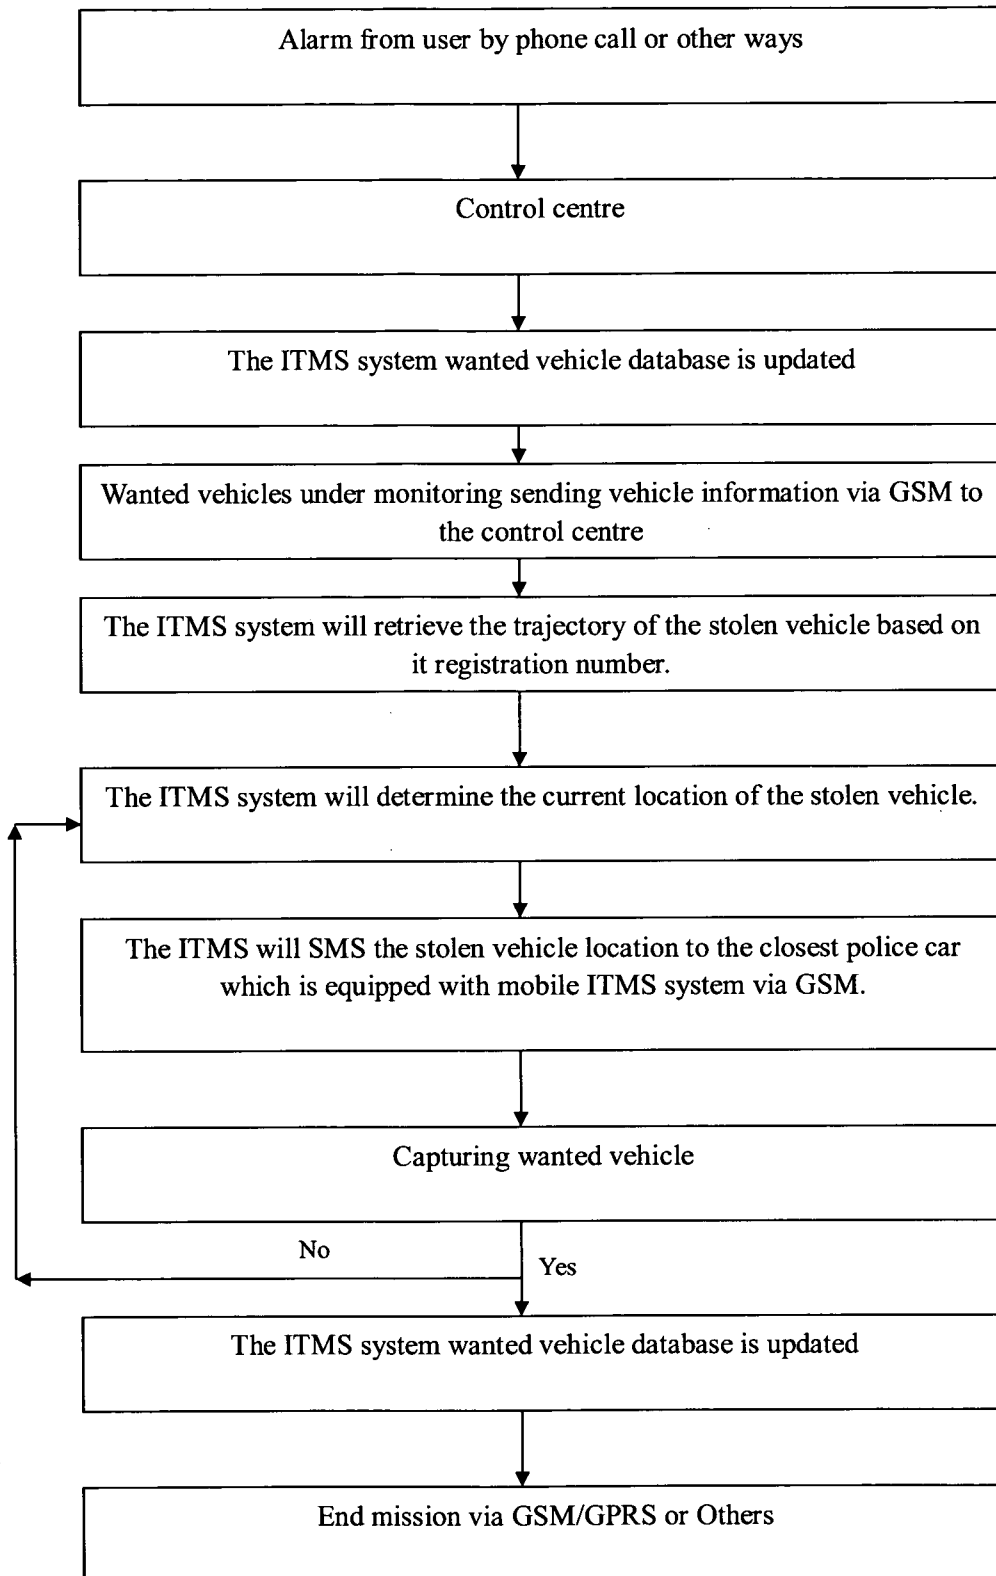 Alarm from user by phone call or other ways
Control centre
The ITMS system wanted vehicle database is updated
Wanted vehicles under monitoring sending vehicle information via GSM to
the control centre
The ITMS system will retrieve the trajectory of the stolen vehicle based on
it registration number.
The ITMS system will determine the current location of the stolen vehicle.
The ITMS will SMS the stolen vehicle location to the closest police car
which is equipped with mobile ITMS system via GSM.
Capturing wanted vehicle
No
Yes
The ITMS system wanted vehicle database is updated
End mission via GSM/GPRS or Others